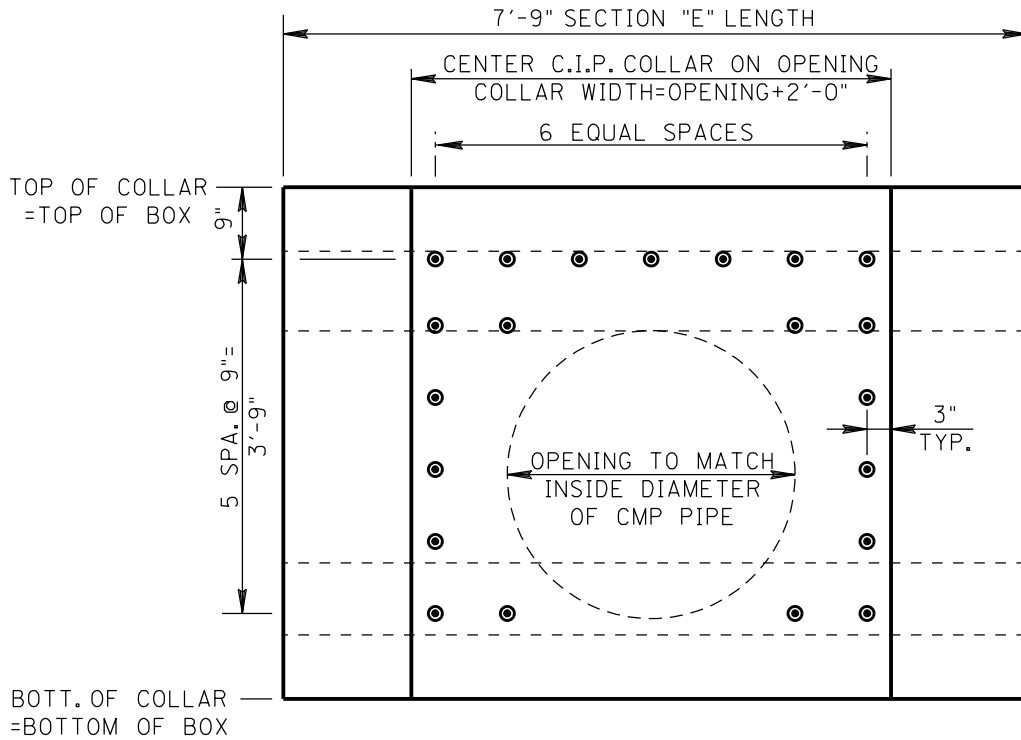 7'-9" SECTION "E" LENGTH
CENTER C.I.P. COLLAR ON OPENING
COLLAR WIDTH=OPENING+2'-0"
6 EQUAL SPACES
TOP OF COLLAR
=TOP OF BOX
9"
5 SPA. @ 9"=
3'-9"
3"
TYP.
OPENING TO MATCH
INSIDE DIAMETER
OF CMP PIPE
BOTT. OF COLLAR
=BOTTOM OF BOX